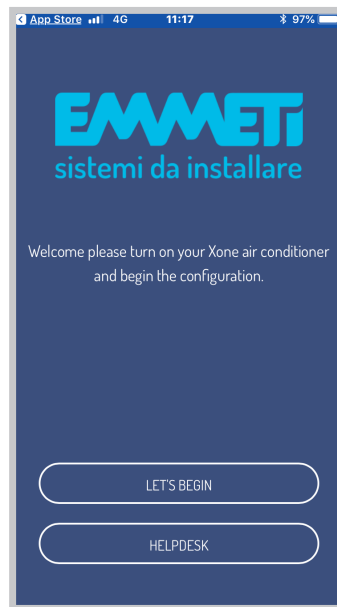 App Store 4G 11:17 97%
EMMETI
sistemi da installare
Welcome please turn on your Xone air conditioner
and begin the configuration.
LET'S BEGIN
HELPDESK